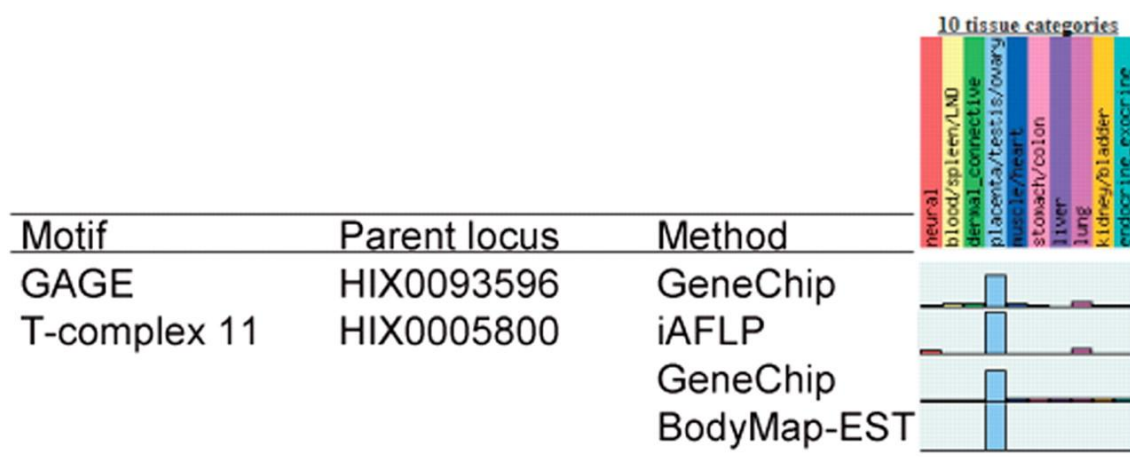 10 tissue categories
neural
blood/spleen/LND
dermal_connective
placenta/testis/ovary
muscle/heart
stomach/colon
liver
lung
kidney/bladder
endocrine_exocrine
Motif Parent locus Method
GAGE HIX0093596 GeneChip
T-complex 11 HIX0005800 iAFLP
GeneChip
BodyMap-EST